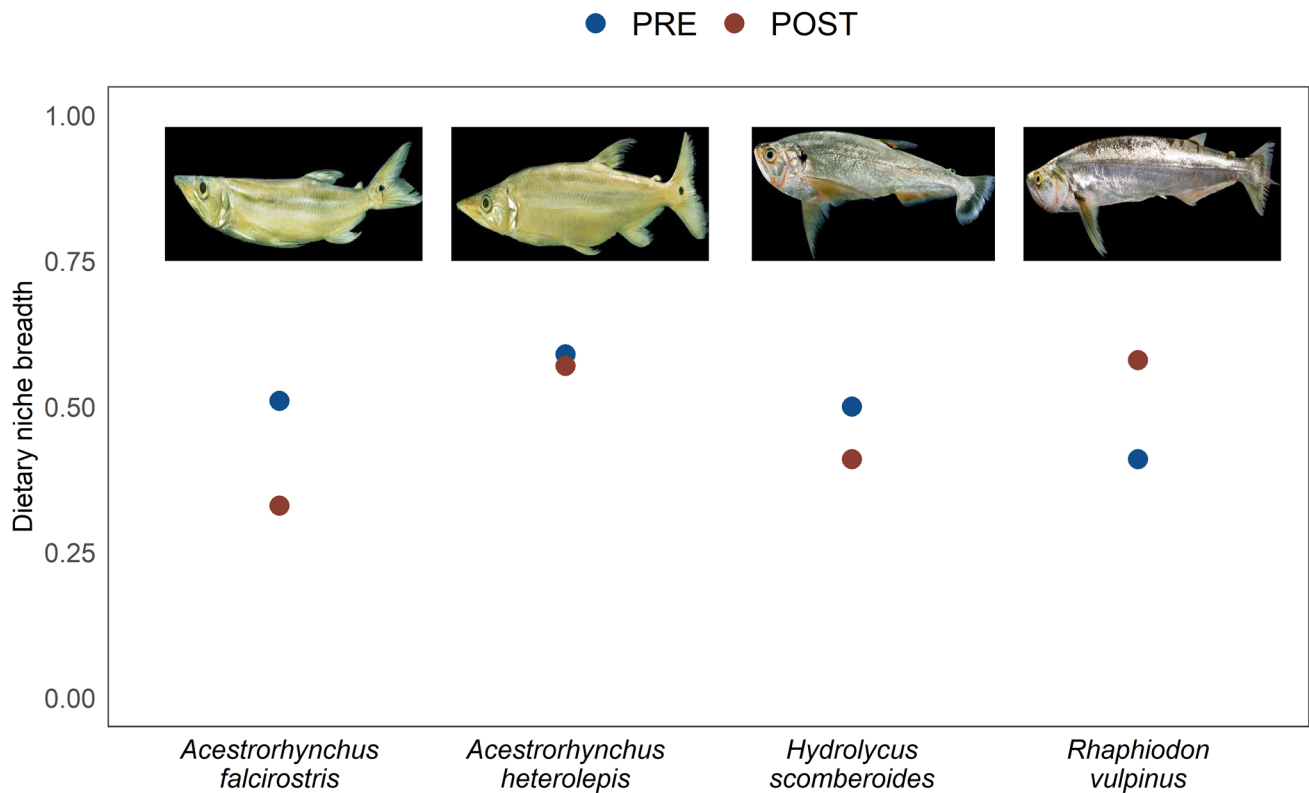 PRE POST
1.00
0.75
0.50
0.25
0.00
Dietary niche breadth
Acestrorhynchus
falcirostris
Acestrorhynchus
heterolepis
Hydrolycus
scomberoides
Rhaphiodon
vulpinus